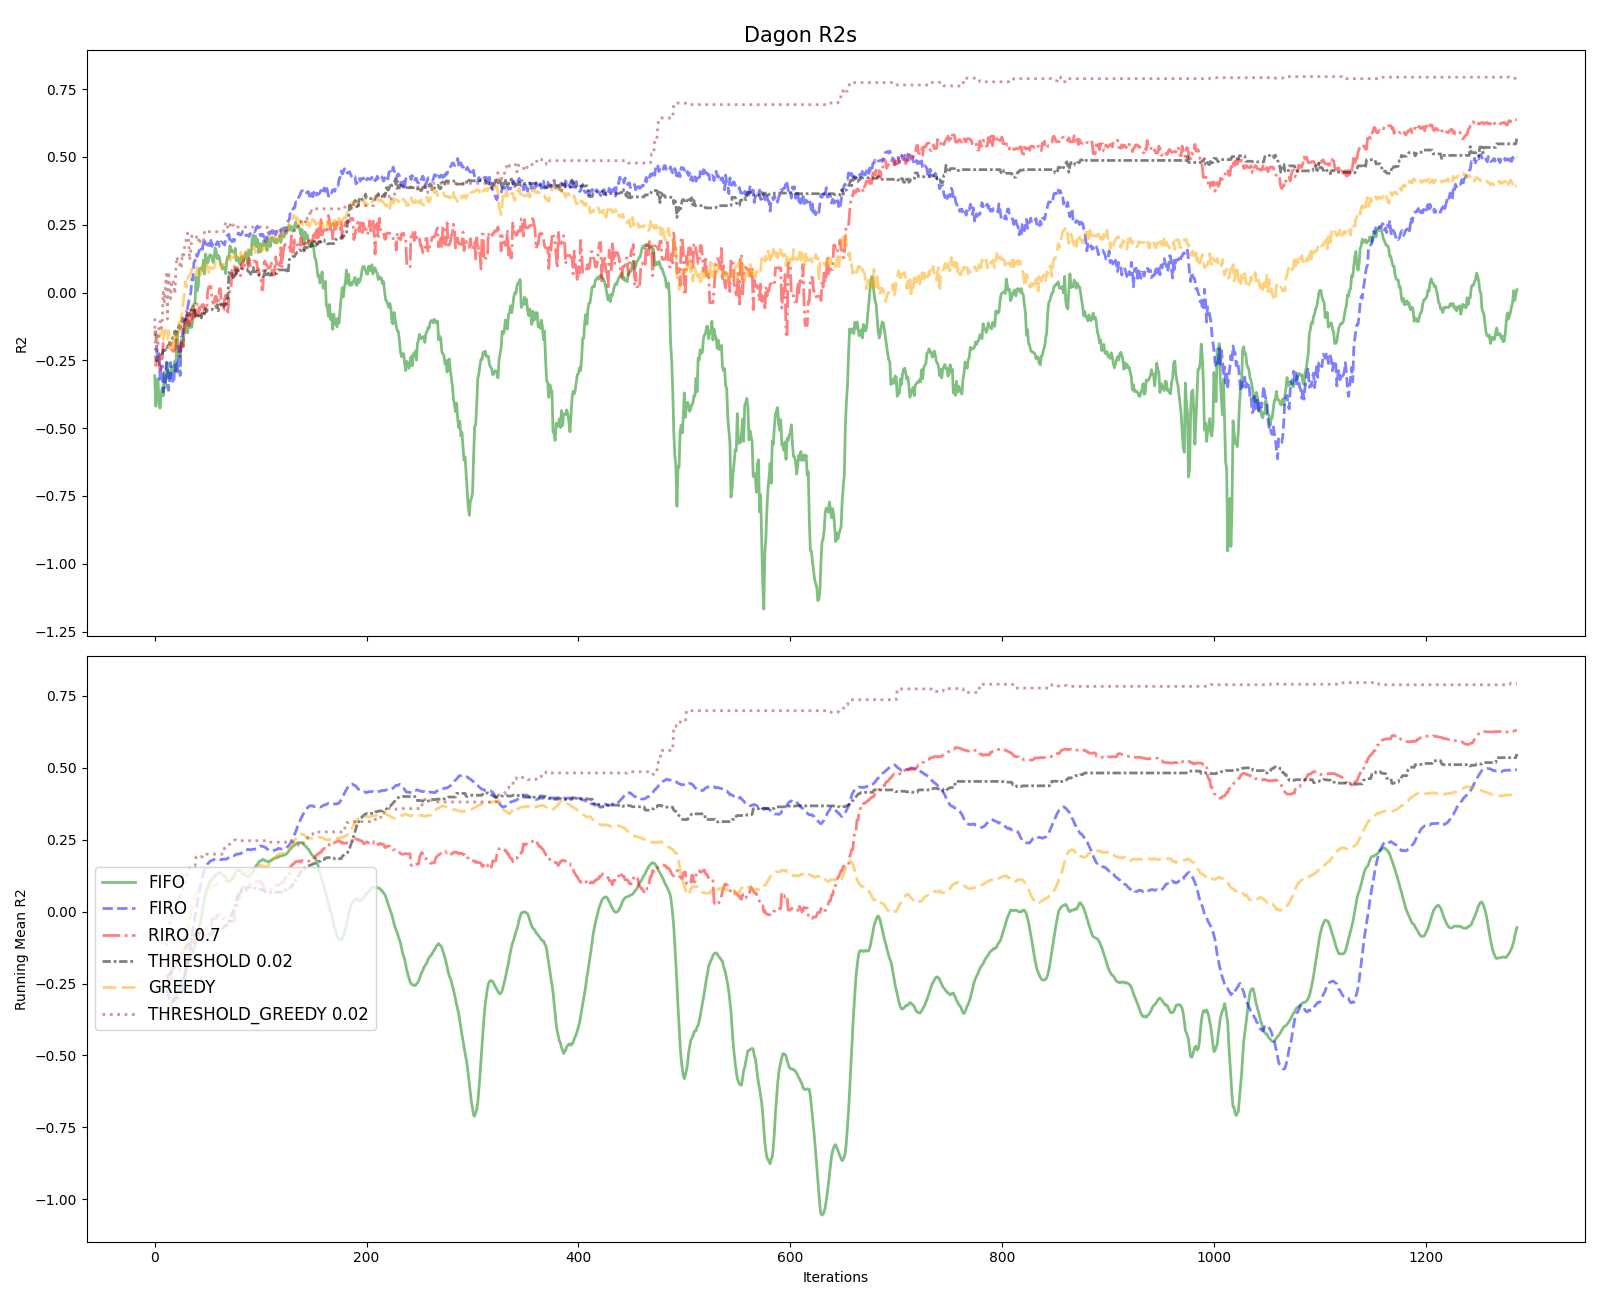 Dagon R2s
0.75
0.50
0.25
0.00
−0.25
−0.50
−0.75
−1.00
−1.25
R2
0.75
0.50
0.25
0.00
−0.25
−0.50
−0.75
−1.00
Running Mean R2
FIFO
FIRO
RIRO 0.7
THRESHOLD 0.02
GREEDY
THRESHOLD_GREEDY 0.02
0 200 400 600 800 1000 1200
Iterations